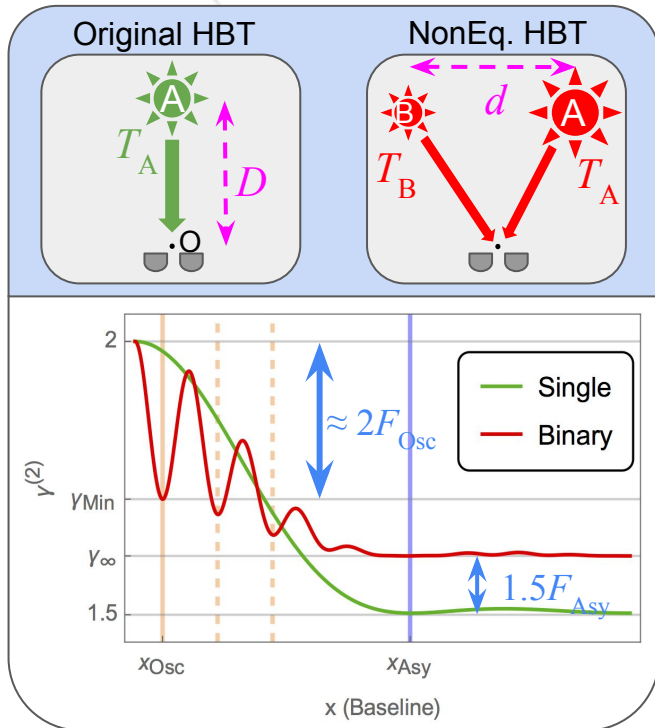 Original HBT
NonEq. HBT
A
T_A
D
O
d
B
A
T_B
T_A
2
≈ 2F_Osc
Single
Binary
γ^(2)
γ_Min
γ_∞
1.5F_Asy
1.5
x_Osc
x_Asy
x (Baseline)